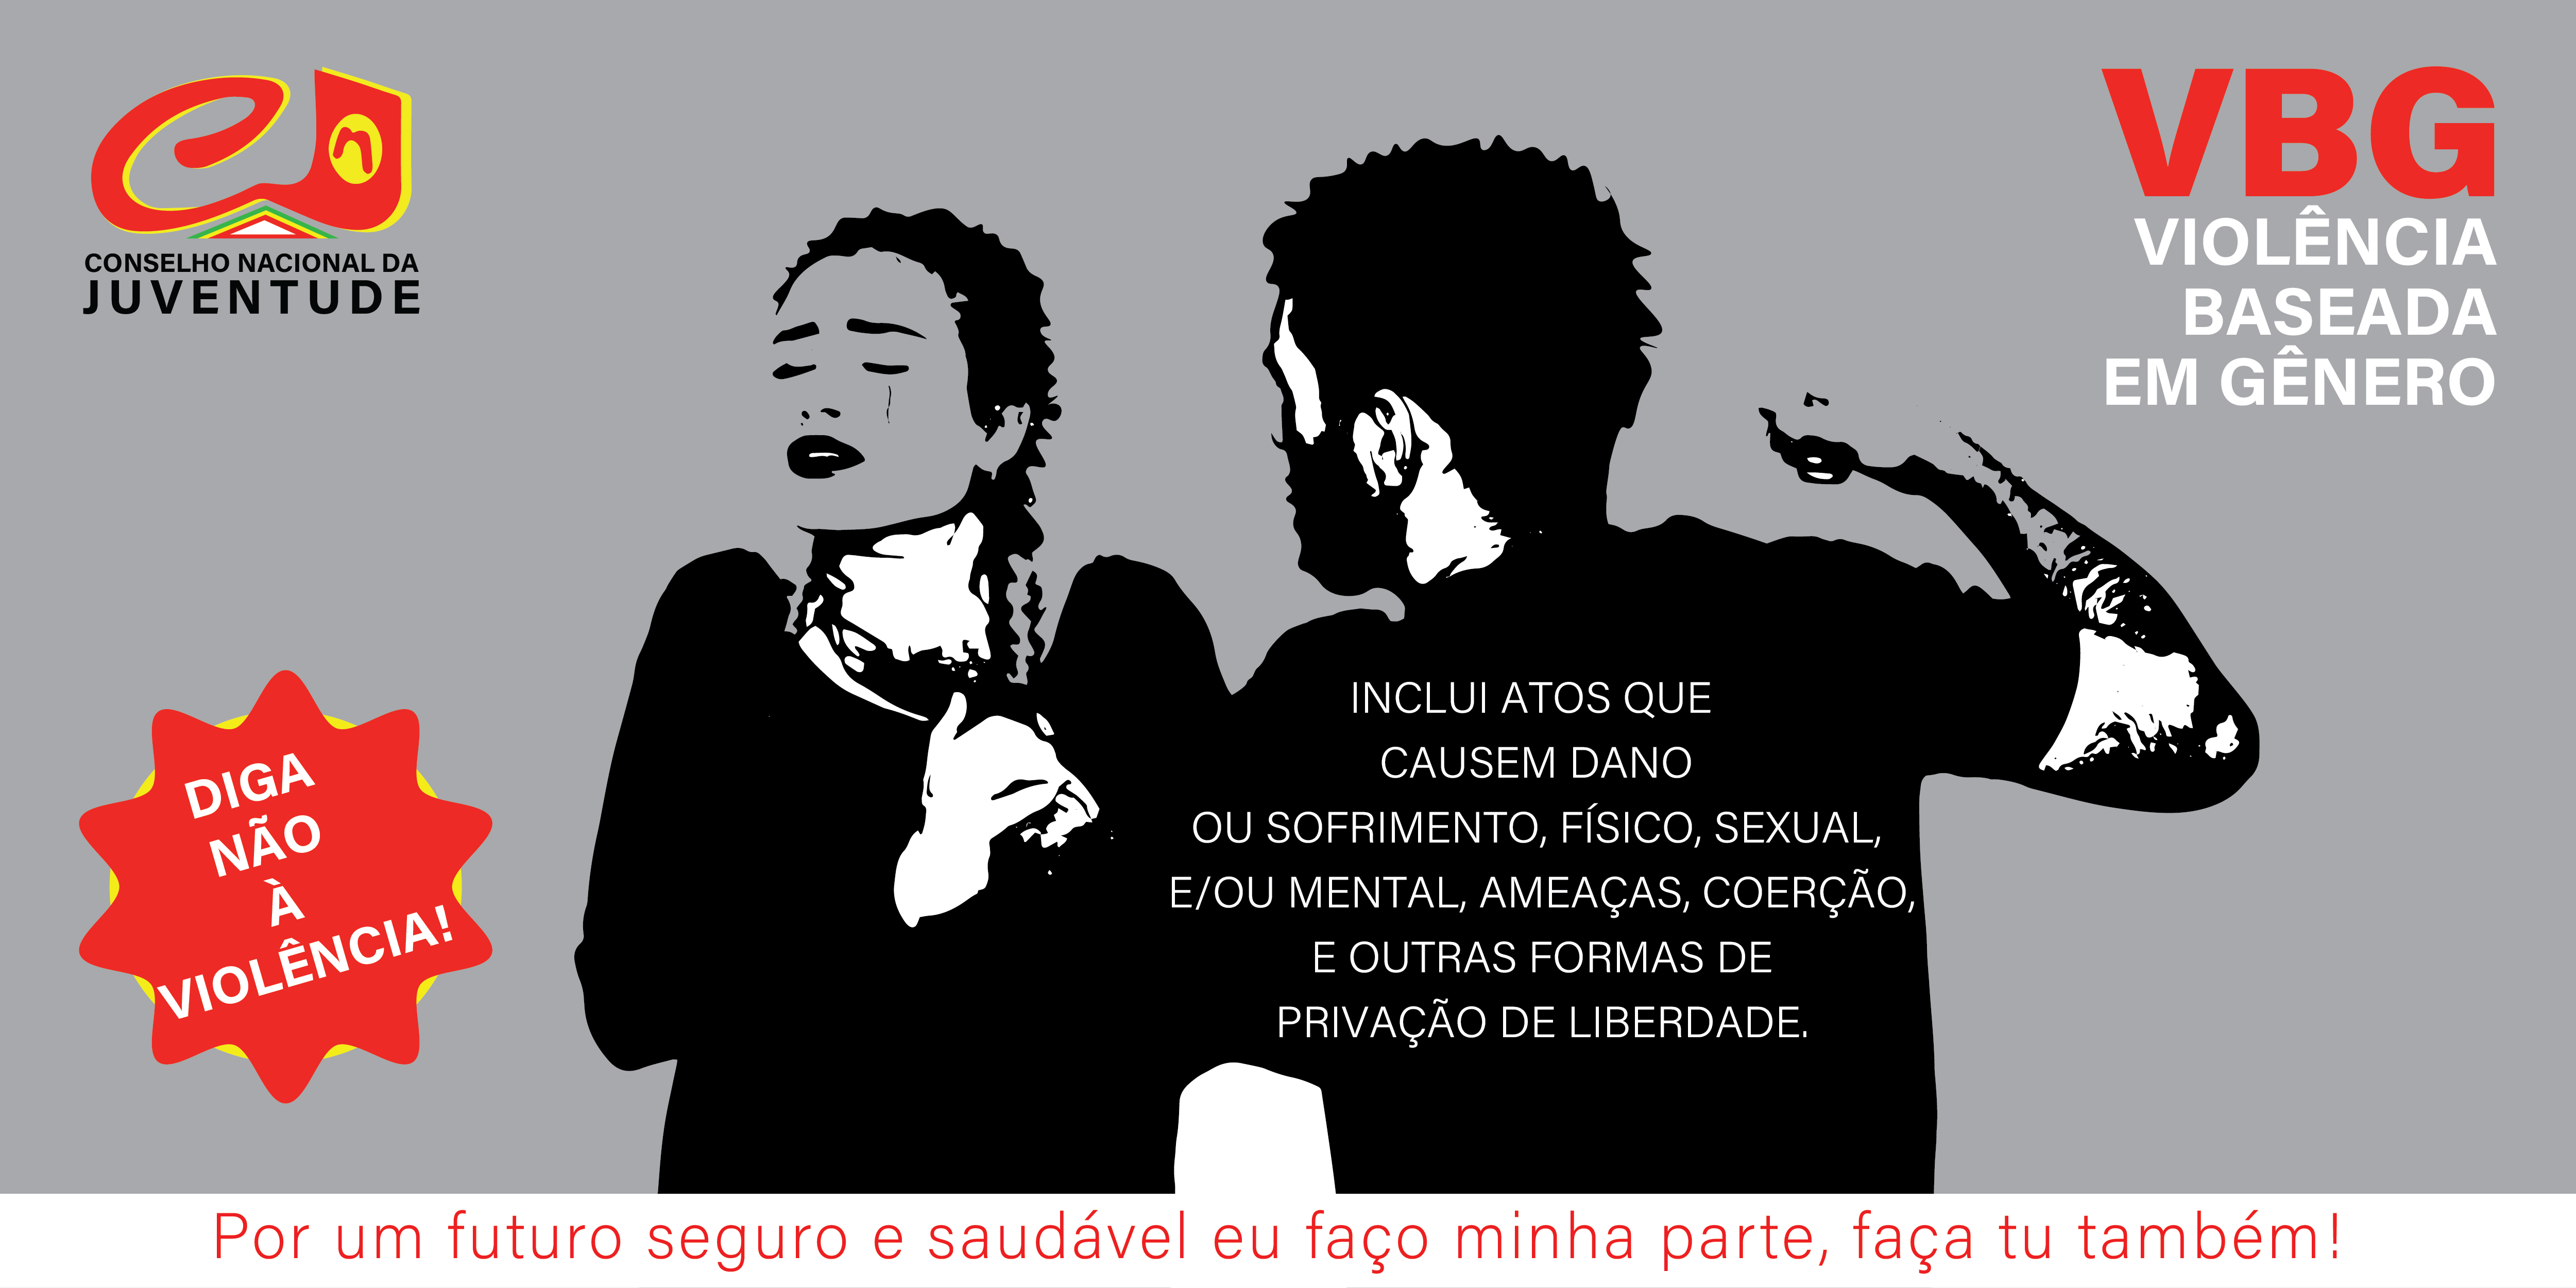 CONSELHO NACIONAL DA
JUVENTUDE
VBG
VIOLÊNCIA
BASEADA
EM GÊNERO
INCLUI ATOS QUE
CAUSEM DANO
OU SOFRIMENTO, FÍSICO, SEXUAL,
E/OU MENTAL, AMEAÇAS, COERÇÃO,
E OUTRAS FORMAS DE
PRIVAÇÃO DE LIBERDADE.
DIGA
NÃO
À
VIOLÊNCIA!
Por um futuro seguro e saudável eu faço minha parte, faça tu também!